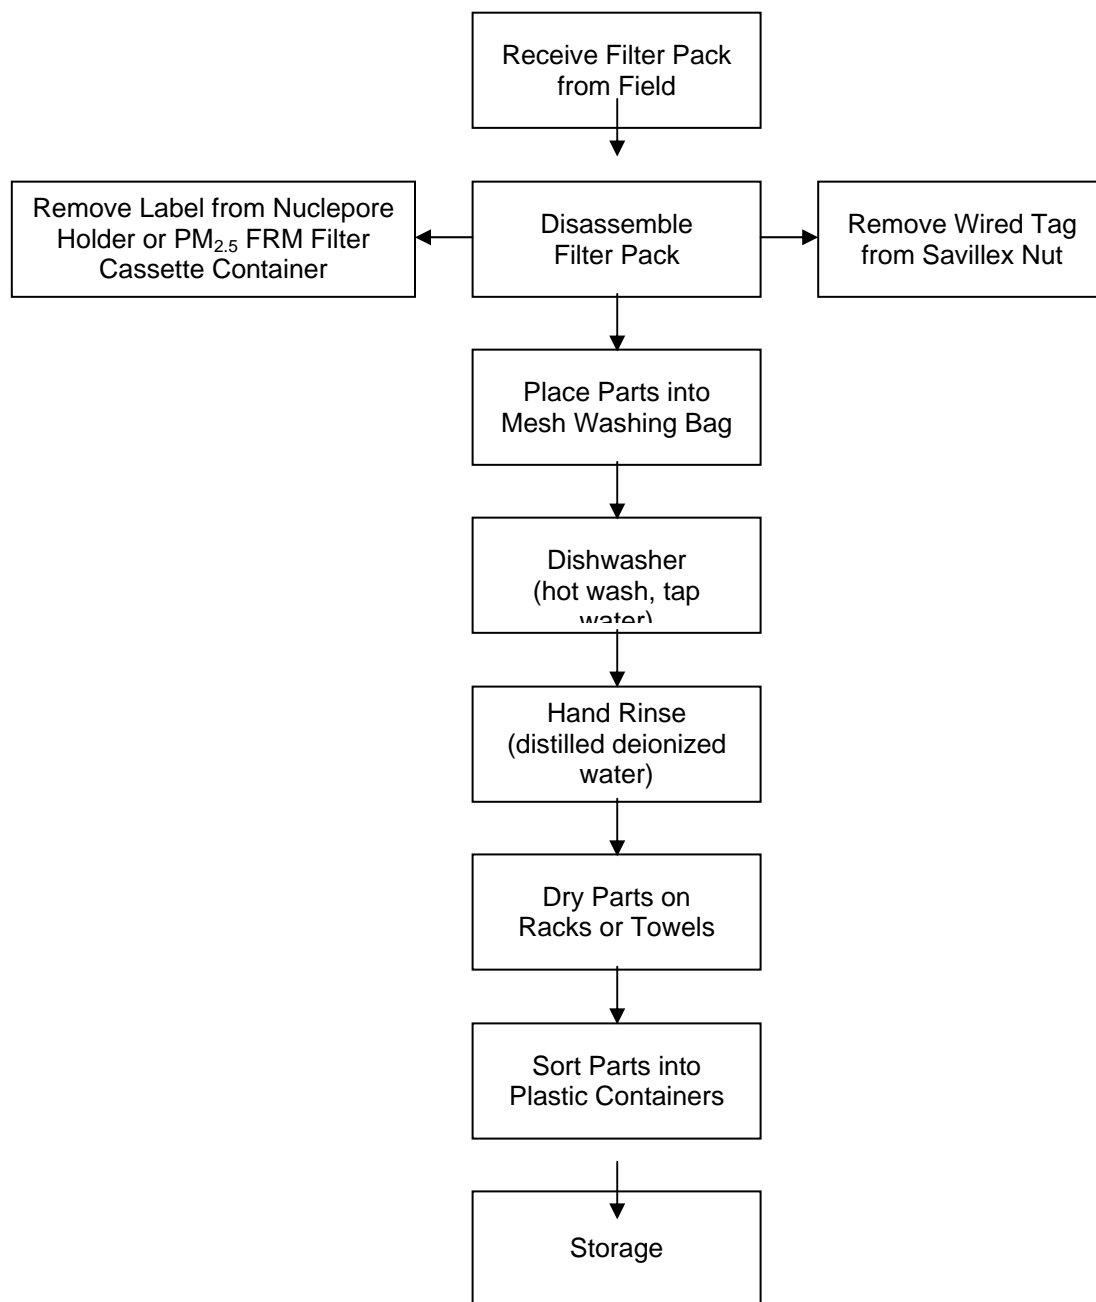 Receive Filter Pack
from Field
Remove Label from Nuclepore
Holder or PM2.5 FRM Filter
Cassette Container
Disassemble
Filter Pack
Remove Wired Tag
from Savillex Nut
Place Parts into
Mesh Washing Bag
Dishwasher
(hot wash, tap
water)
Hand Rinse
(distilled deionized
water)
Dry Parts on
Racks or Towels
Sort Parts into
Plastic Containers
Storage